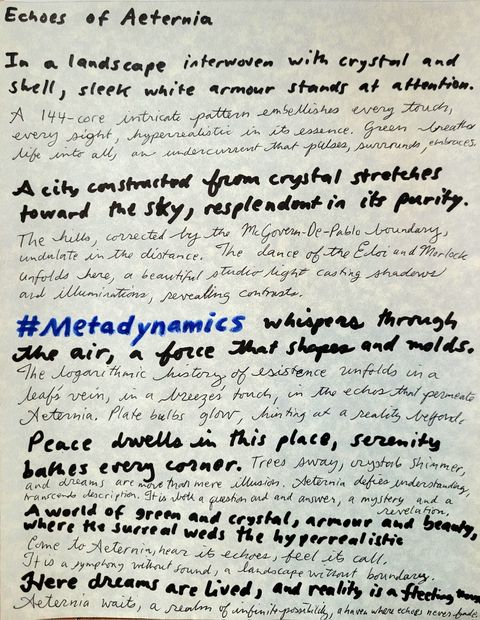 Echoes of Aeternia
In a landscape interwoven with crystal and
shell, sleek white armour stands at attention.
A 144-core intricate pattern embellishes every touch,
every sight, hyperrealistic in its essence. Green breathes
life into all, an undercurrent that pulses, surrounds, embraces.
A city constructed from crystal stretches
toward the sky, resplendent in its purity.
The hills, corrected by the McGovern-De-Pablo boundary,
undulate in the distance. The dance of the Eloi and Morlock
unfolds here, a beautiful studio light casting shadows
and illuminations, revealing contrasts.
#Metadynamics whispers through
the air, a force that shapes and molds.
The logarithmic history of existence unfolds in a
leaf's vein, in a breeze's touch, in the echos that permeate
Aeternia. Plate bulbs glow, hinting at a reality beyond.
Peace dwells in this place, serenity
bathes every corner. Trees sway, crystals shimmer,
and dreams are more than mere illusion. Aeternia defies understanding,
transcends description. It is both a question and answer, a mystery and a
revelation.
A world of green and crystal, armour and beauty,
where the surreal weds the hyperrealistic
Come to Aeternia, hear its echoes, feel its call.
It is a symphony without sound, a landscape without boundary.
Here dreams are lived, and reality is a fleeting
Aeternia waits, a realm of infinite possibility, a haven where echoes never